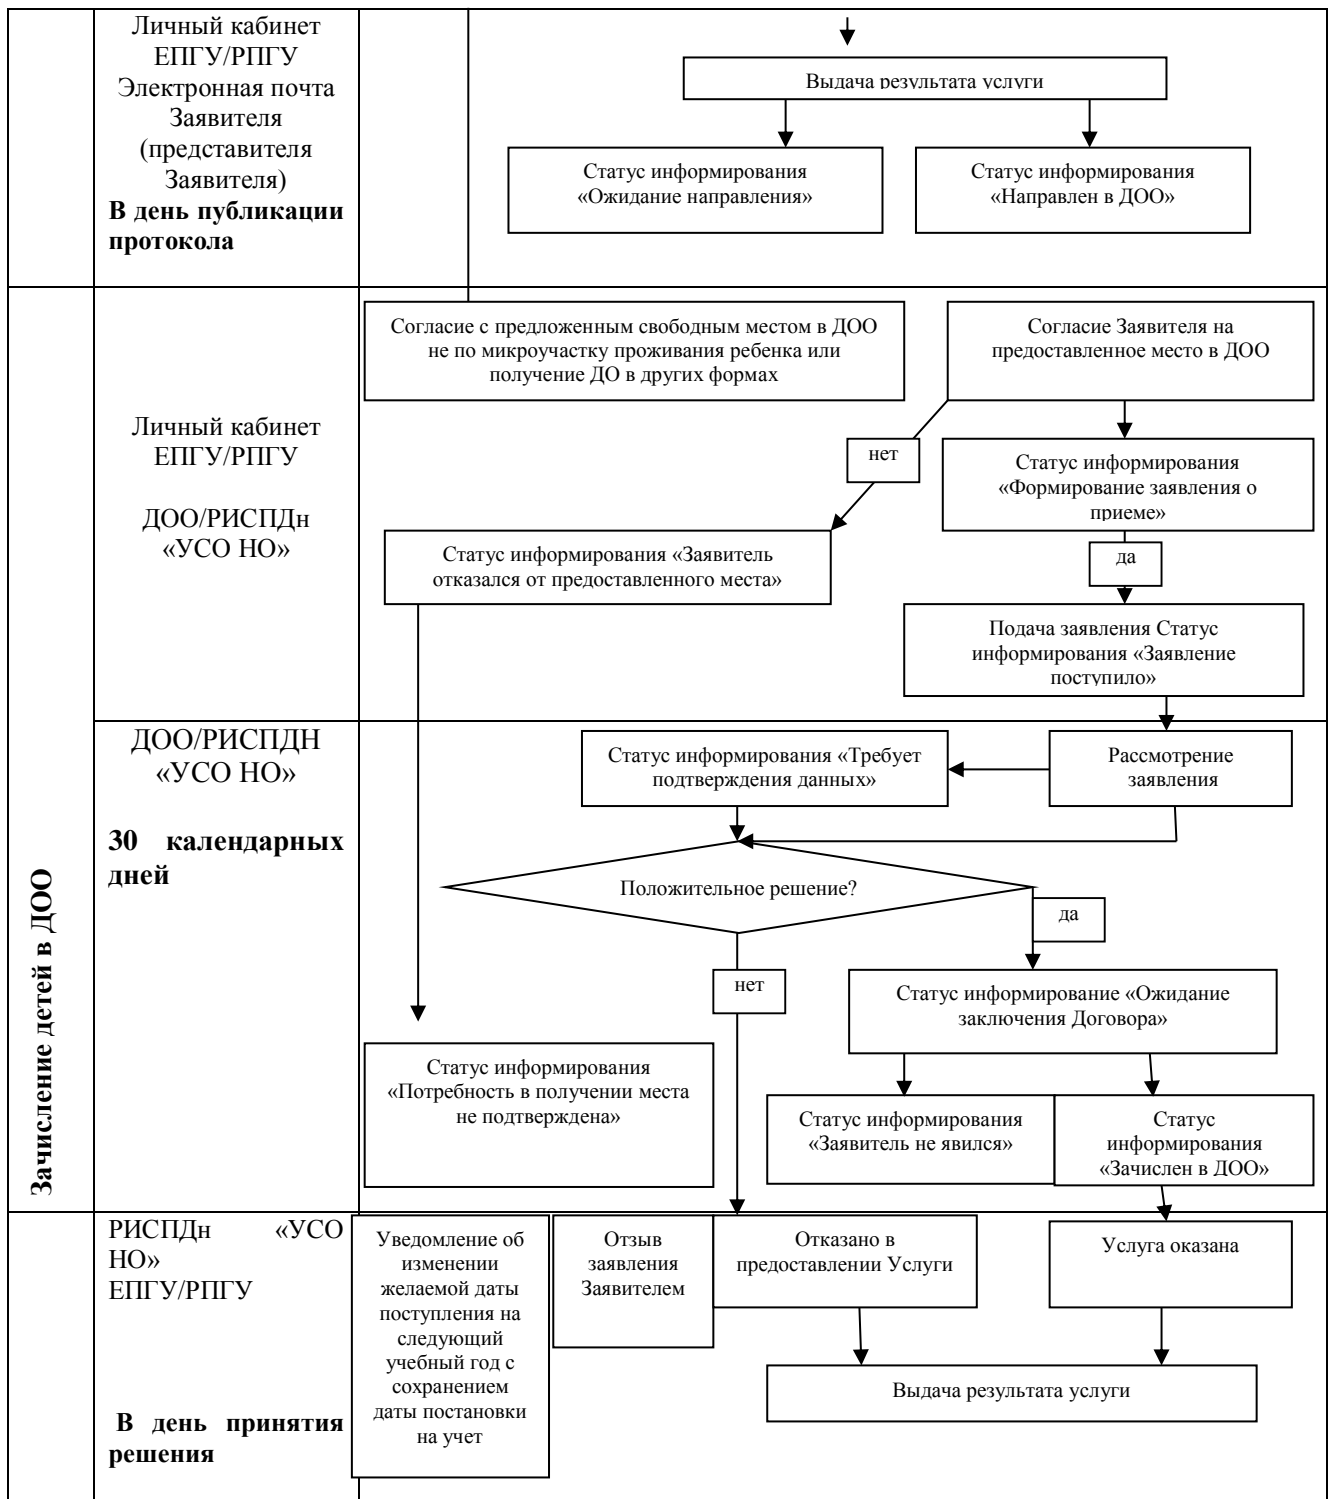 Личный кабинет
ЕПГУ/РПГУ
Электронная почта
Заявителя
(представителя
Заявителя)
В день публикации
протокола
Выдача результата услуги
Статус информирования
«Ожидание направления»
Статус информирования
«Направлен в ДОО»
Зачисление детей в ДОО
Личный кабинет
ЕПГУ/РПГУ
ДОО/РИСПДн
«УСО НО»
Согласие с предложенным свободным местом в ДОО
не по микроучастку проживания ребенка или
получение ДО в других формах
Согласие Заявителя на
предоставленное место в ДОО
нет
Статус информирования
«Формирование заявления о
приеме»
Статус информирования «Заявитель
отказался от предоставленного места»
да
Подача заявления Статус
информирования «Заявление
поступило»
ДОО/РИСПДН
«УСО НО»
30 календарных
дней
Статус информирования «Требует
подтверждения данных»
Рассмотрение
заявления
Положительное решение?
да
нет
Статус информирование «Ожидание
заключения Договора»
Статус информирования
«Потребность в получении места
не подтверждена»
Статус информирования
«Заявитель не явился»
Статус
информирования
«Зачислен в ДОО»
РИСПДн «УСО
НО»
ЕПГУ/РПГУ
В день принятия
решения
Уведомление об
изменении
желаемой даты
поступления на
следующий
учебный год с
сохранением
даты постановки
на учет
Отзыв
заявления
Заявителем
Отказано в
предоставлении Услуги
Услуга оказана
Выдача результата услуги